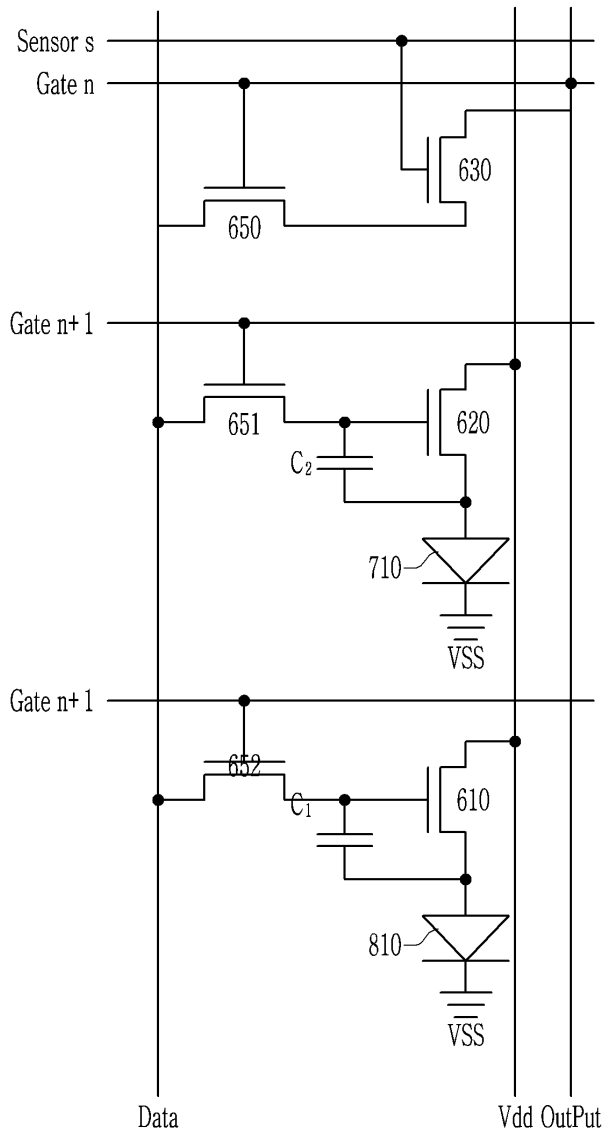 Sensor s
Gate n
630
650
Gate n+1
651
620
C₂
710
VSS
Gate n+1
652
C₁
610
810
VSS
Data
Vdd OutPut